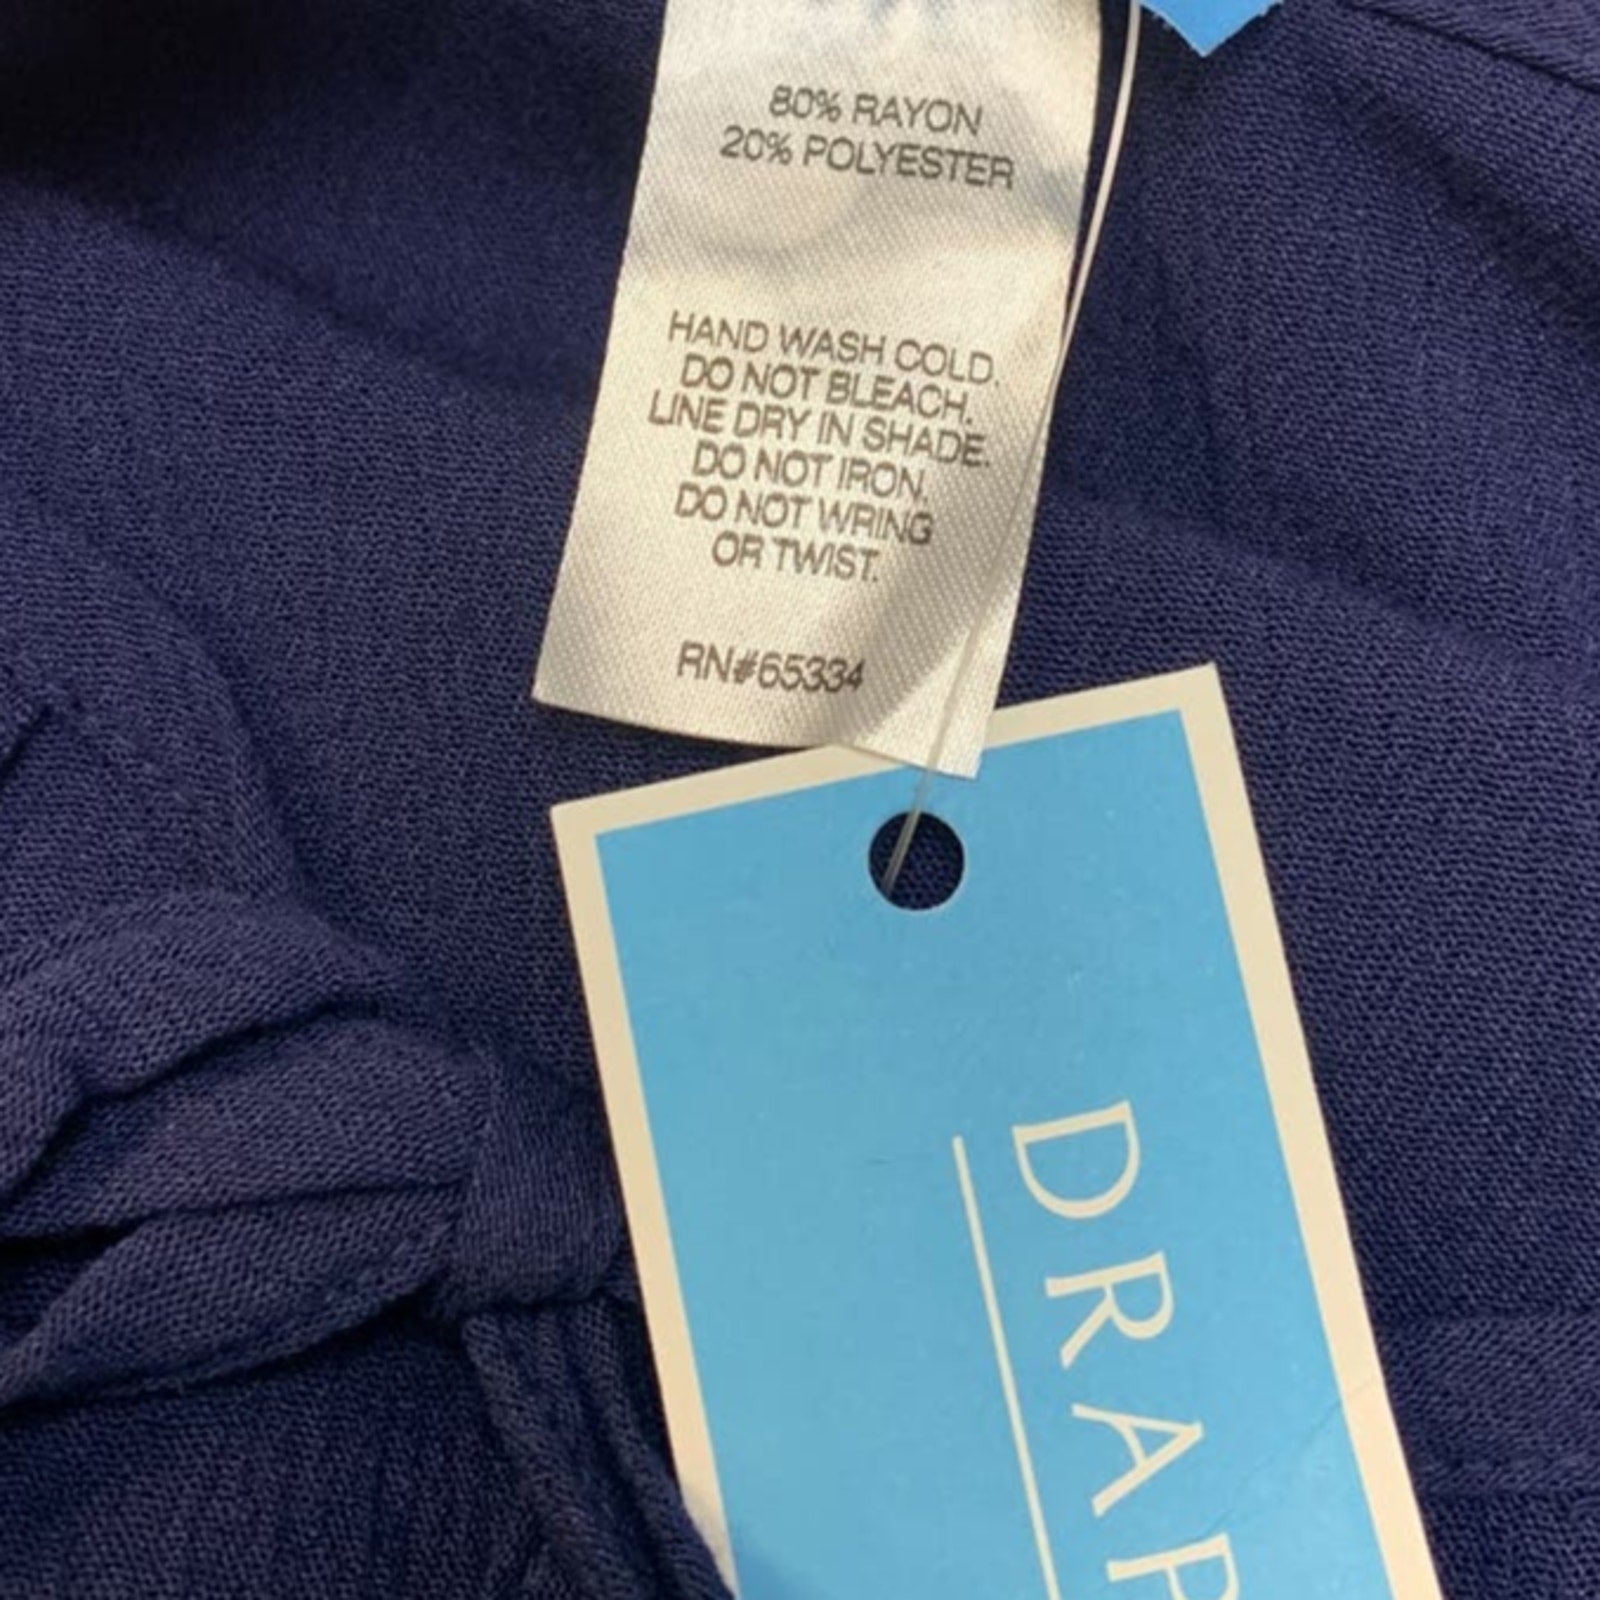 80% RAYON
20% POLYESTER
HAND WASH COLD.
DO NOT BLEACH.
LINE DRY IN SHADE.
DO NOT IRON.
DO NOT WRING
OR TWIST.
RN#65334
DRAP